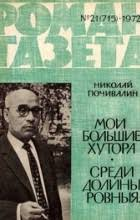 РОМАН-
ГАЗЕТА
№21(715)·1972
НИКОЛАЙ
ПОЧИВАЛИН
МОИ
БОЛЬШИЕ
ХУТОРА
·
СРЕДИ
ДОЛИНЫ
РОВНЫЯ